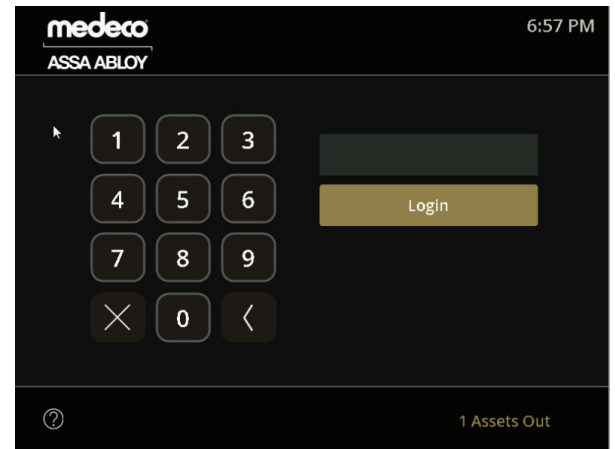 medeco
6:57 PM
ASSA ABLOY
1 2 3
4 5 6
Login
7 8 9
0
1 Assets Out